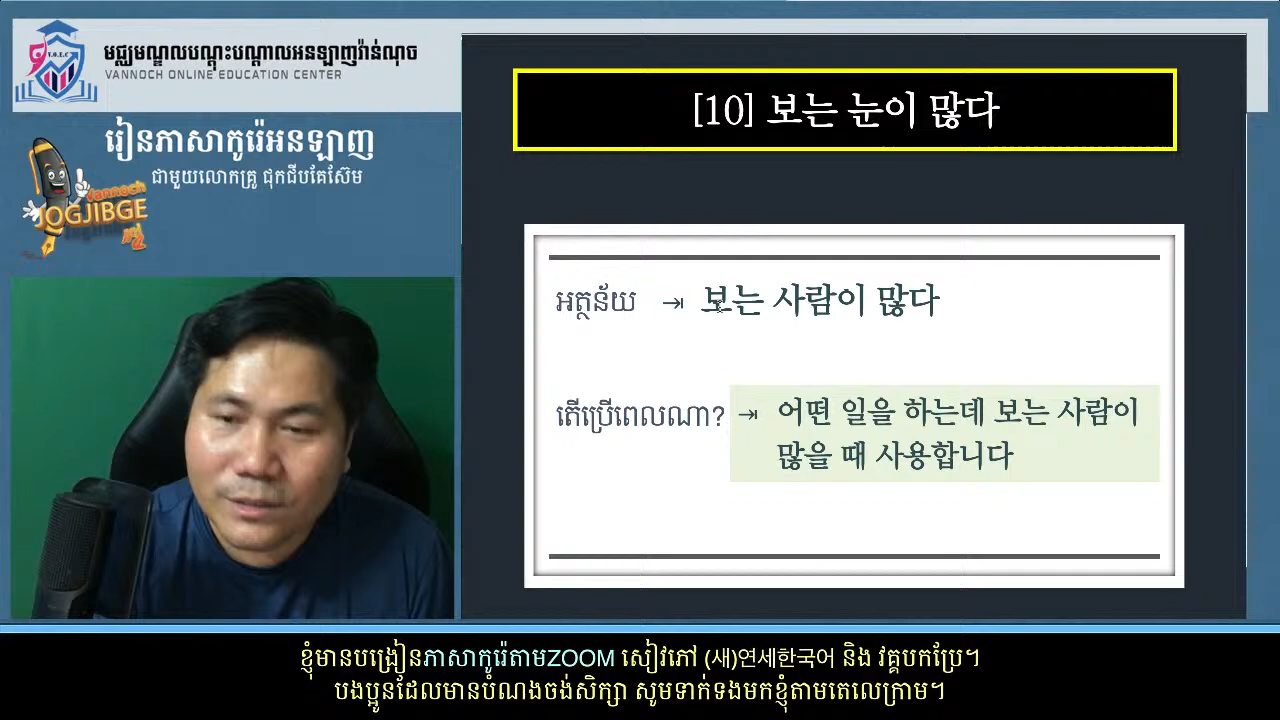 មជ្ឈមណ្ឌលបណ្តុះបណ្តាលអនឡាញវ៉ាន់ណុច
VANNOCH ONLINE EDUCATION CENTER
រៀនភាសាកូរ៉េអនឡាញ
ជាមួយលោកគ្រូ ជុកជីបគែស៊ែម
Vannoch
JOGJIBGE
[10] 보는 눈이 많다
អត្ថន័យ → 보는 사람이 많다
តើប្រើពេលណា? → 어떤 일을 하는데 보는 사람이
많을 때 사용합니다
ខ្ញុំមានបង្រៀនភាសាកូរ៉េតាមZOOM សៀវភៅ (새)연세한국어 និង វគ្គបកប្រែ។
បងប្អូនដែលមានបំណងចង់សិក្សា សូមទាក់ទងមកខ្ញុំតាមតេលេក្រាម។